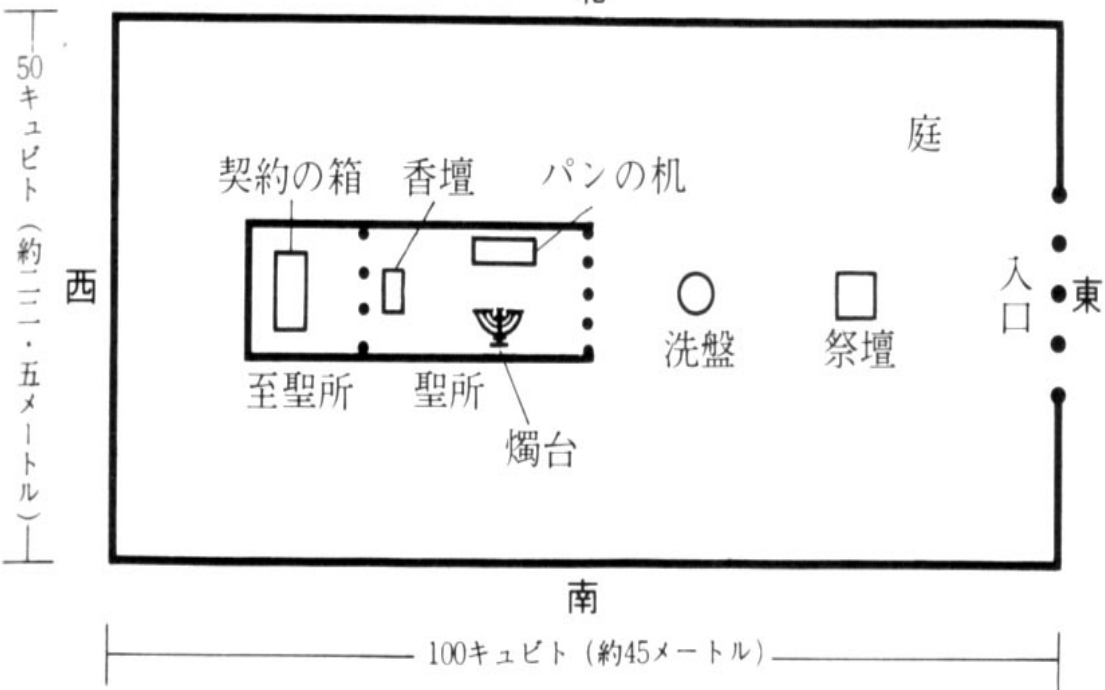 50キュビト（約二二・五メートル）
庭
契約の箱
香壇
パンの机
西
入口
東
洗盤
祭壇
至聖所
聖所
燭台
南
100キュビト（約45メートル）